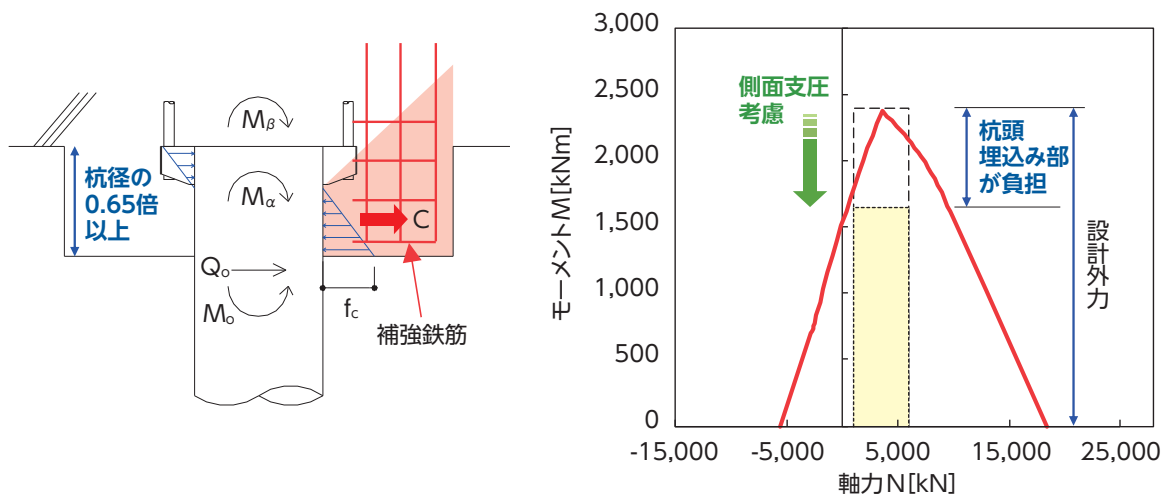 杭径の
0.65倍
以上
Mβ
Mα
C
Qo
Mo
fc
補強鉄筋
モーメントM[kNm]
3,000
2,500
2,000
1,500
1,000
500
0
側面支圧
考慮
杭頭
埋込み部
が負担
設計外力
-15,000
-5,000
5,000
15,000
25,000
軸力N[kN]